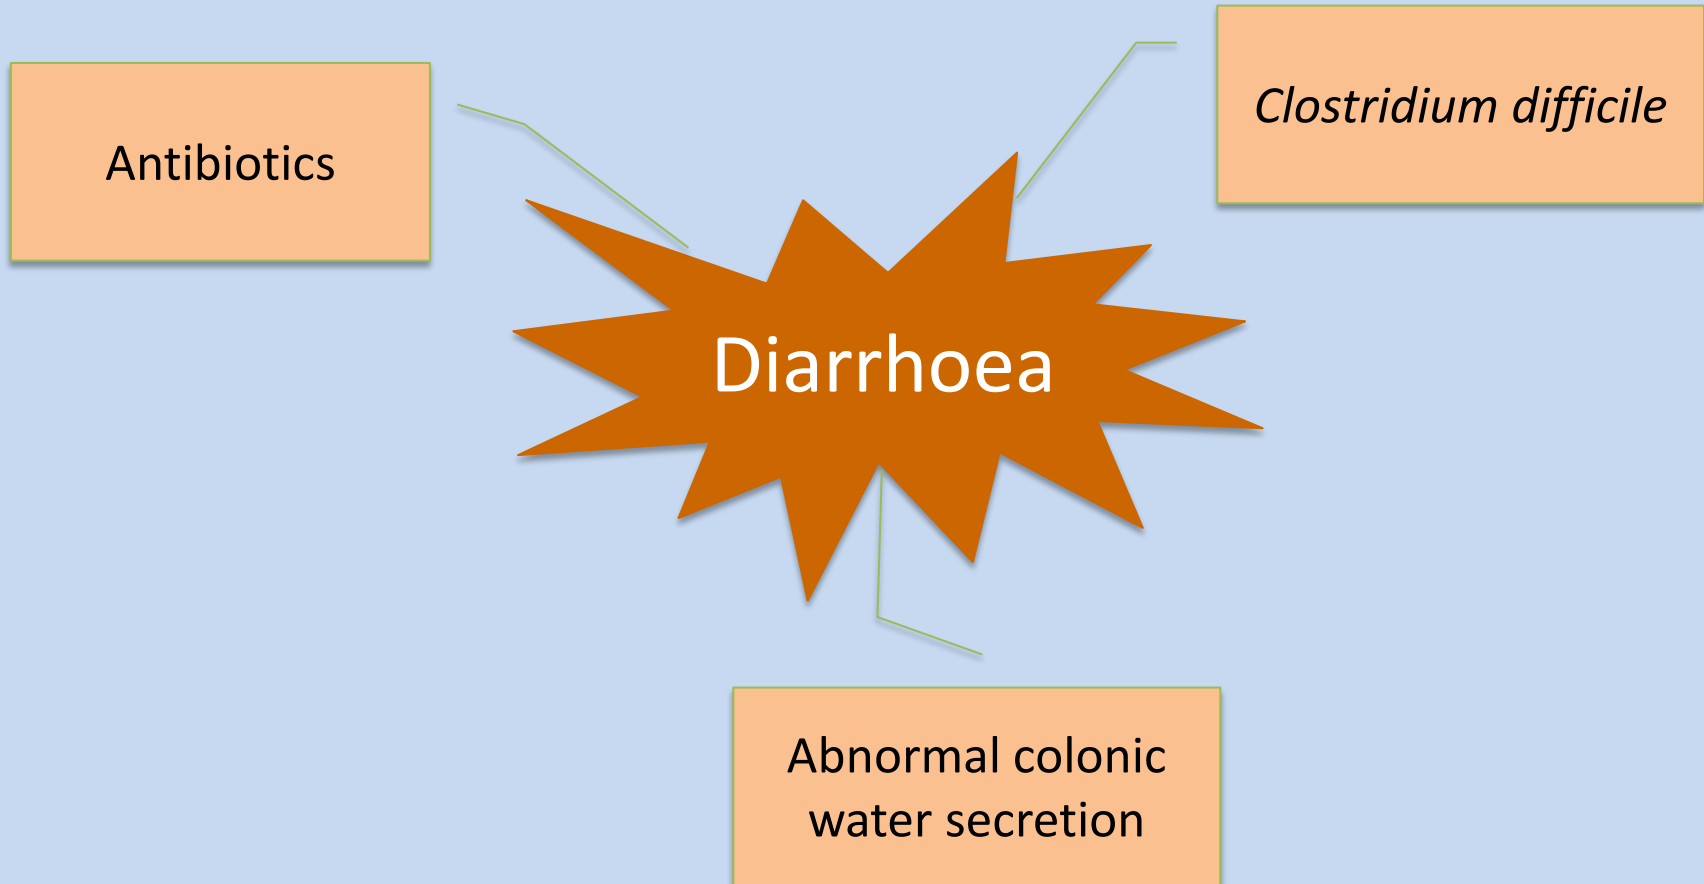 Antibiotics
Clostridium difficile
Diarrhoea
Abnormal colonic
water secretion